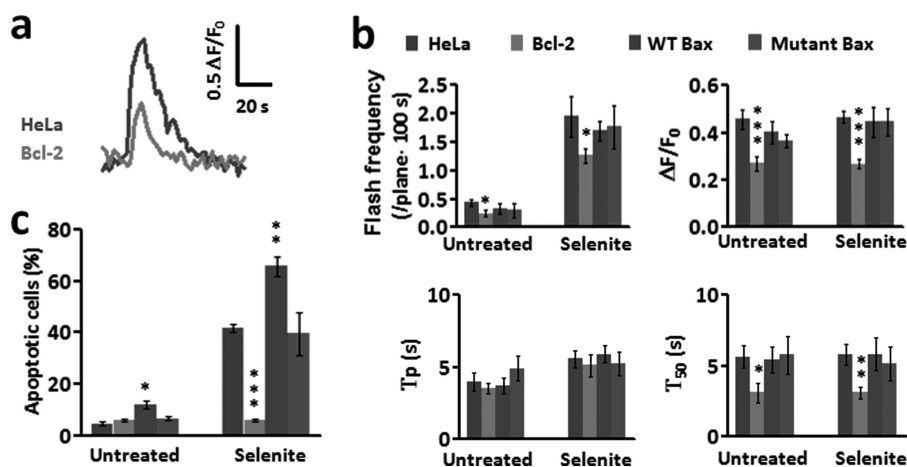 a
0.5 ΔF/F₀
20 s
HeLa
Bcl-2
b
HeLa
Bcl-2
WT Bax
Mutant Bax
Flash frequency
(/plane· 100 s)
2.5
2.0
1.5
1.0
0.5
0.0
*
*
Untreated
Selenite
ΔF/F₀
0.6
0.4
0.2
0.0
***
***
Untreated
Selenite
Tp (s)
10
5
0
Untreated
Selenite
T₅₀ (s)
10
5
0
*
**
Untreated
Selenite
c
Apoptotic cells (%)
80
60
40
20
0
*
***
**
Untreated
Selenite